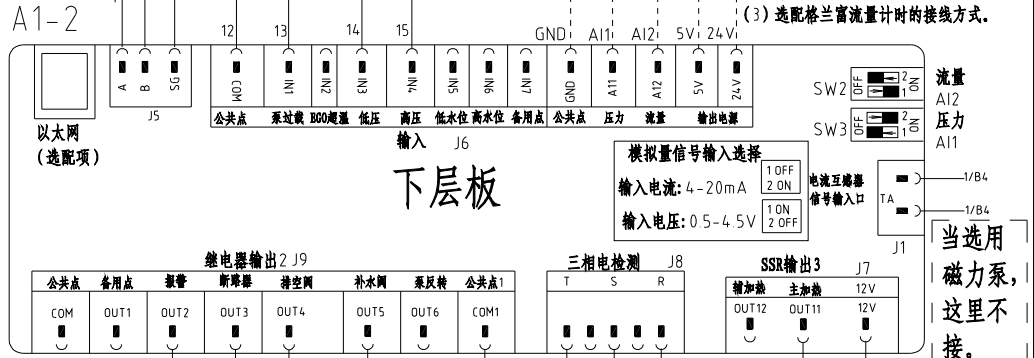 A1-2
(3) 选配格兰富流量计时的接线方式.
12 13 14 15 GND AI1 AI2 5V 24V
A B SG
J5
COM IN1 IN2 IN3 IN4 IN5 IN6 IN7 GND A11 A12 5V 24V
公共点 泵过载 EGO超温 低压 高压 低水位 高水位 备用点 公共点 压力 流量 输出电源
输入 J6
以太网
(选配项)
SW2 OFF 2 1 ON
流量
AI2
SW3 OFF 2 1 ON
压力
AI1
下层板
模拟量信号输入选择
输入电流: 4-20mA
1 OFF
2 ON
输入电压: 0.5-4.5V
1 ON
2 OFF
电流互感器
信号输入口
TA
1/B4
1/B4
J1
当选用
磁力泵,
这里不
接。
继电器输出2 J9
公共点 备用点 报警 断路器 排空阀 补水阀 泵反转 公共点1
COM OUT1 OUT2 OUT3 OUT4 OUT5 OUT6 COM1
三相电检测 J8
T S R
SSR输出3 J7
辅加热 主加热 12V
OUT12 OUT11 12V